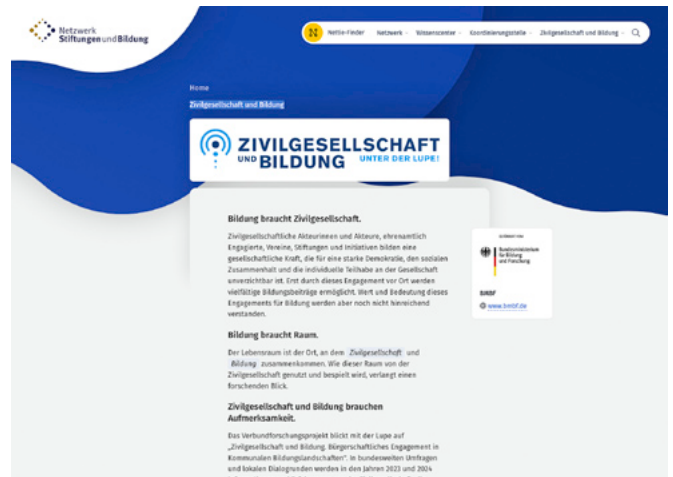 Netzwerk
Stiftungen und Bildung
Nettie-Finder Netzwerk Wissenscenter Koordinierungsstelle Zivilgesellschaft und Bildung
Home
Zivilgesellschaft und Bildung
ZIVILGESELLSCHAFT
UND BILDUNG UNTER DER LUPE!
Bildung braucht Zivilgesellschaft.
Zivilgesellschaftliche Akteurinnen und Akteure, ehrenamtlich
Engagierte, Vereine, Stiftungen und Initiativen bilden eine
gesellschaftliche Kraft, die für eine starke Demokratie, den sozialen
Zusammenhalt und die individuelle Teilhabe an der Gesellschaft
unverzichtbar ist. Erst durch dieses Engagement vor Ort werden
vielfältige Bildungsbeiträge ermöglicht. Wert und Bedeutung dieses
Engagements für Bildung werden aber noch nicht hinreichend
verstanden.
GEFÖRDERT VOM
Bundesministerium
für Bildung
und Forschung
BMBF
www.bmbf.de
Bildung braucht Raum.
Der Lebensraum ist der Ort, an dem Zivilgesellschaft und
Bildung zusammenkommen. Wie dieser Raum von der
Zivilgesellschaft genutzt und bespielt wird, verlangt einen
forschenden Blick.
Zivilgesellschaft und Bildung brauchen
Aufmerksamkeit.
Das Verbundforschungsprojekt blickt mit der Lupe auf
„Zivilgesellschaft und Bildung. Bürgerschaftliches Engagement in
Kommunalen Bildungslandschaften". In bundesweiten Umfragen
und lokalen Dialogrunden werden in den Jahren 2023 und 2024